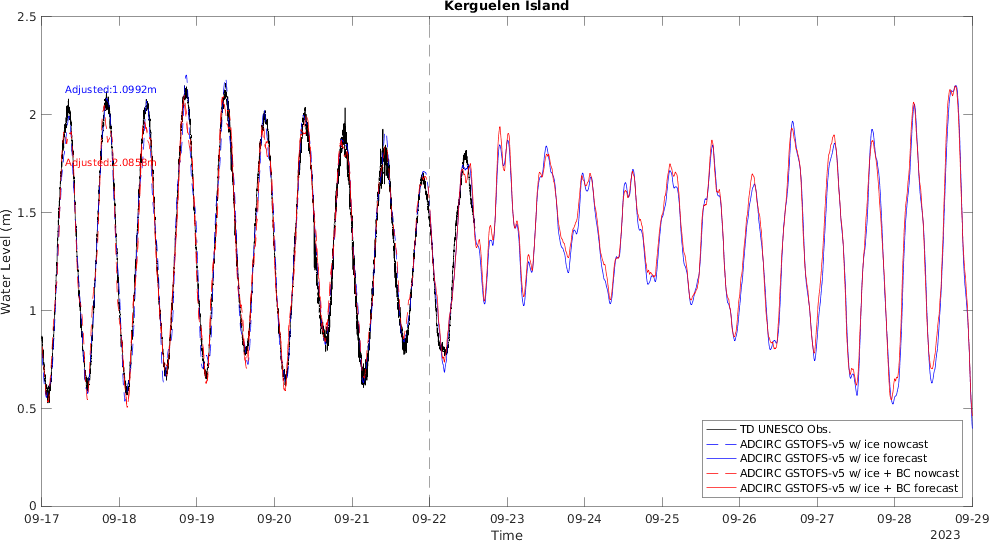 Kerguelen Island
2.5
2
1.5
1
0.5
0
Water Level (m)
Adjusted:1.0992m
Adjusted:2.0858m
TD UNESCO Obs.
ADCIRC GSTOFS-v5 w/ ice nowcast
ADCIRC GSTOFS-v5 w/ ice forecast
ADCIRC GSTOFS-v5 w/ ice + BC nowcast
ADCIRC GSTOFS-v5 w/ ice + BC forecast
09-17 09-18 09-19 09-20 09-21 09-22 09-23 09-24 09-25 09-26 09-27 09-28 09-29
Time
2023